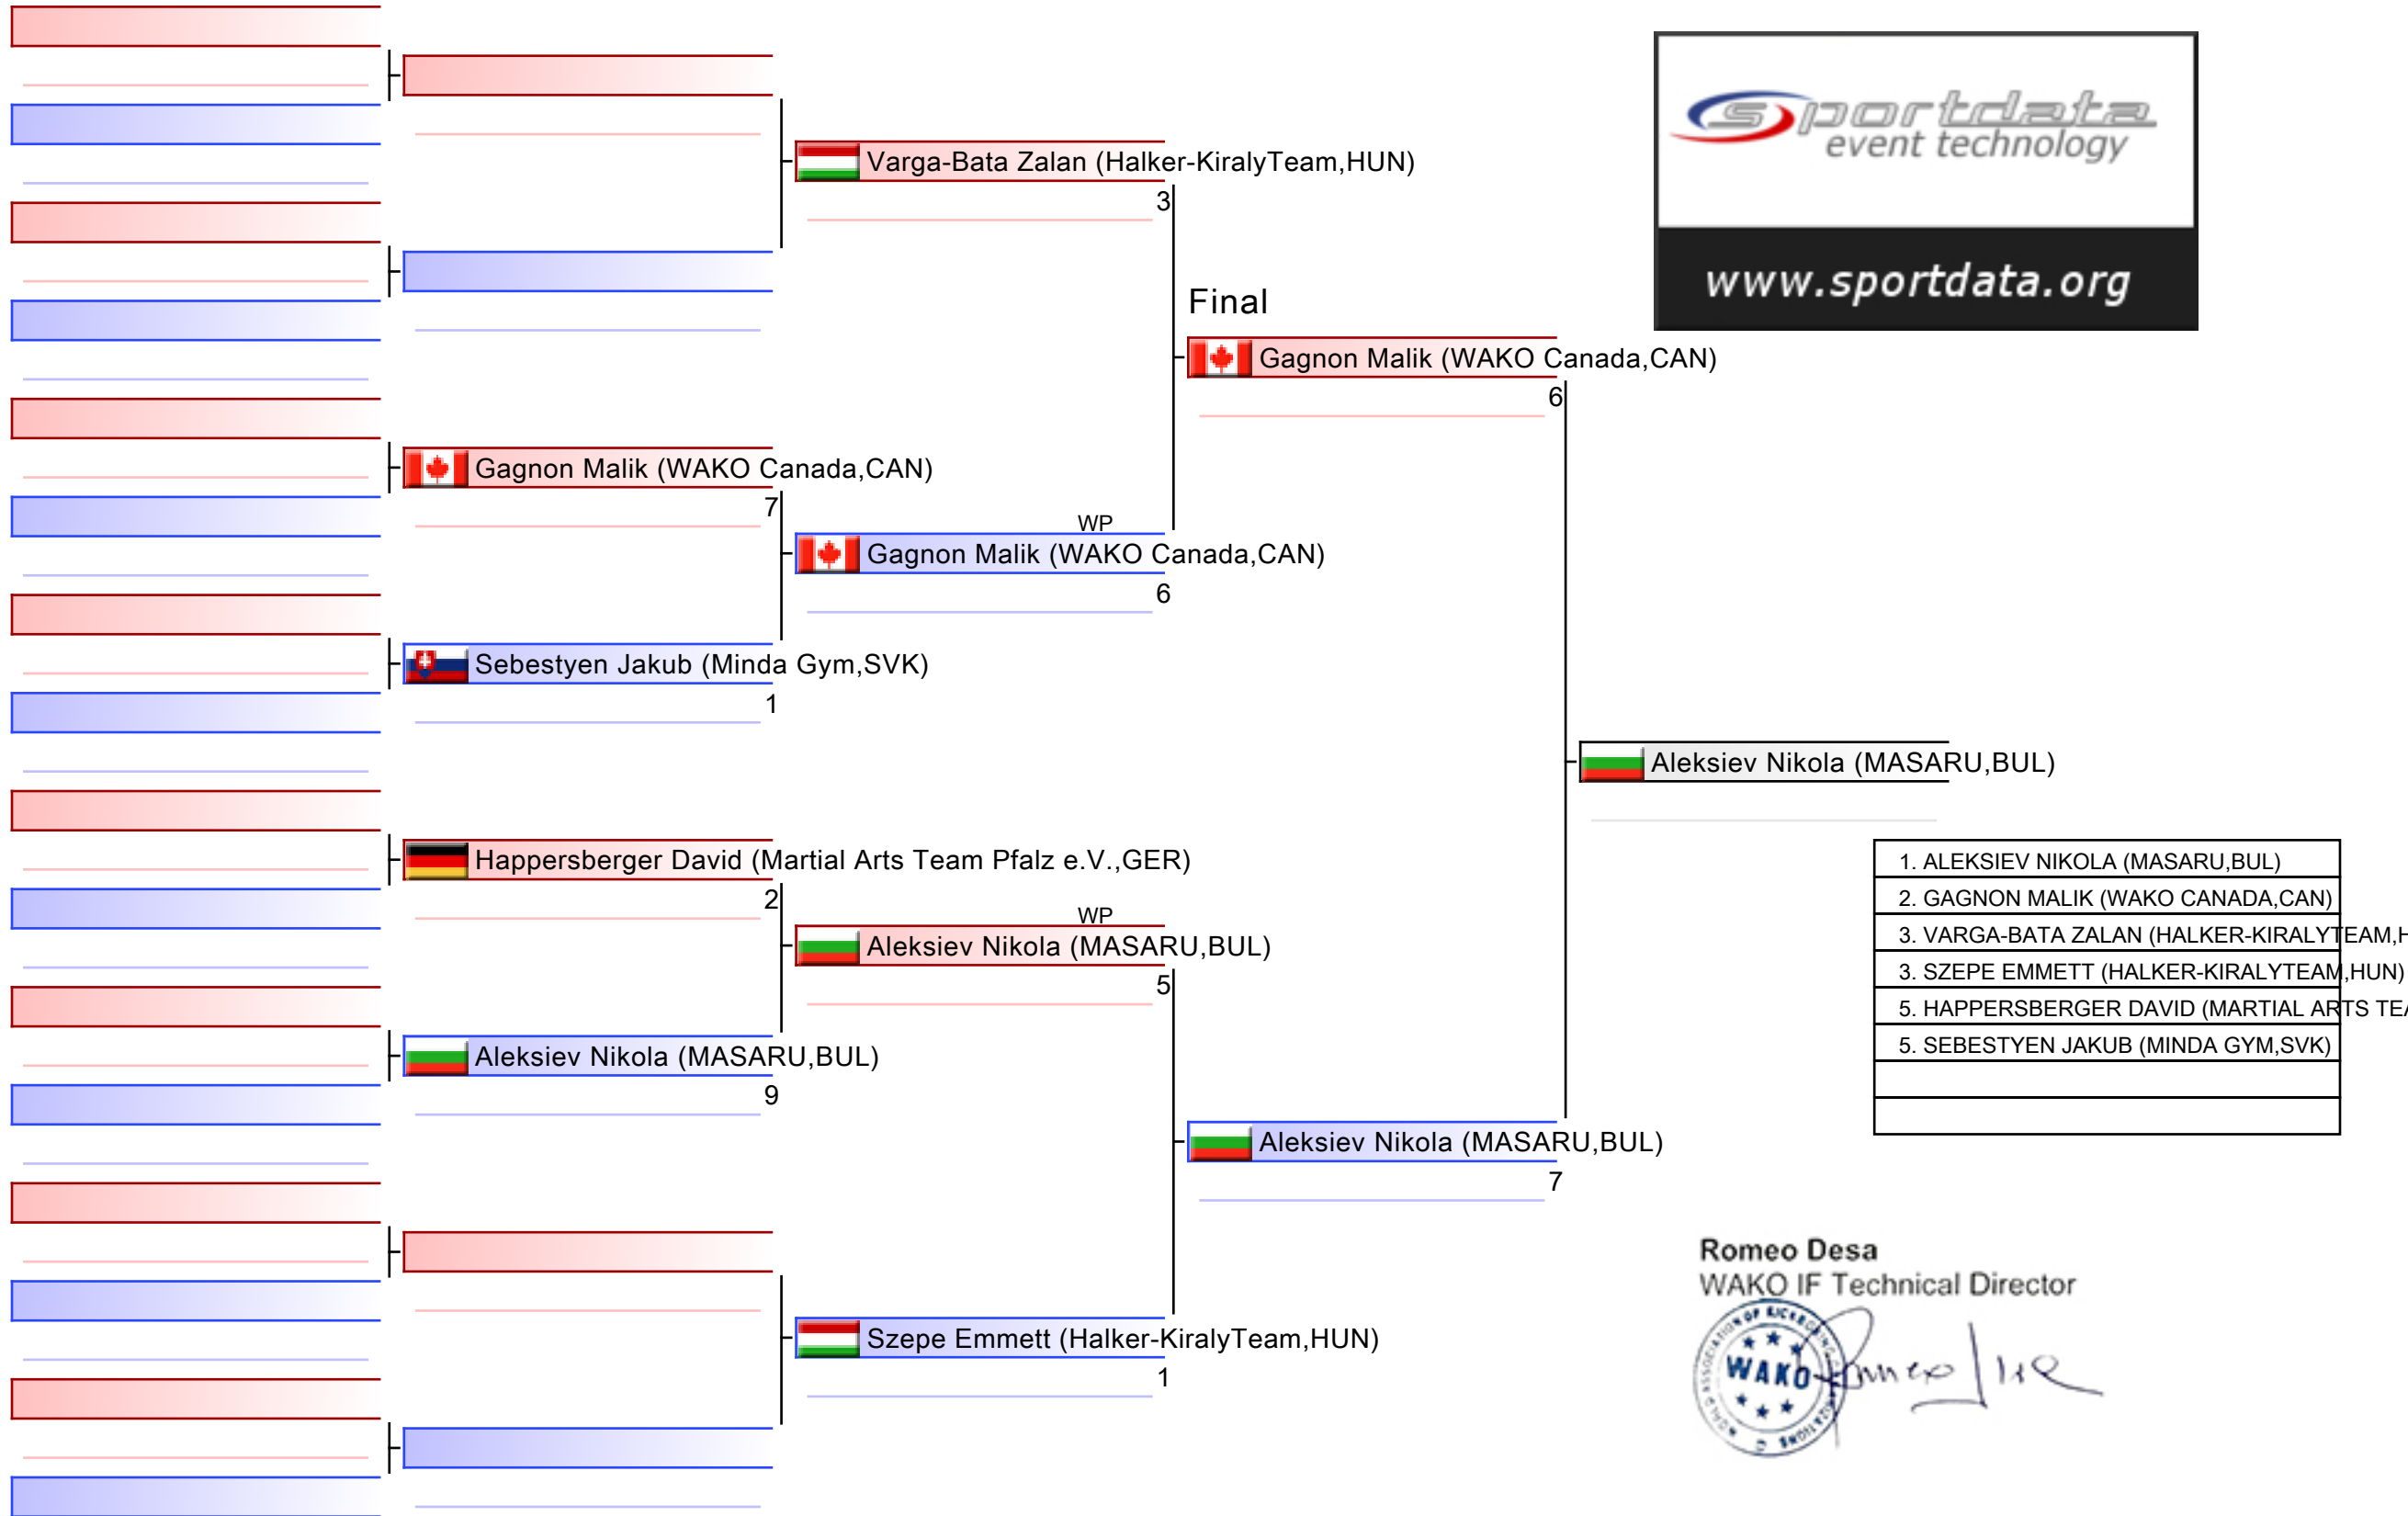 sportdata
event technology
www.sportdata.org
Varga-Bata Zalan (Halker-KiralyTeam,HUN)
3
Final
Gagnon Malik (WAKO Canada,CAN)
6
Gagnon Malik (WAKO Canada,CAN)
7
WP
Gagnon Malik (WAKO Canada,CAN)
6
Sebestyen Jakub (Minda Gym,SVK)
1
Aleksiev Nikola (MASARU,BUL)
Happersberger David (Martial Arts Team Pfalz e.V.,GER)
2
WP
Aleksiev Nikola (MASARU,BUL)
5
Aleksiev Nikola (MASARU,BUL)
9
Aleksiev Nikola (MASARU,BUL)
7
Szepe Emmett (Halker-KiralyTeam,HUN)
1
1. ALEKSIEV NIKOLA (MASARU,BUL)
2. GAGNON MALIK (WAKO CANADA,CAN)
3. VARGA-BATA ZALAN (HALKER-KIRALYTEAM,H
3. SZEPE EMMETT (HALKER-KIRALYTEAM,HUN)
5. HAPPERSBERGER DAVID (MARTIAL ARTS TEA
5. SEBESTYEN JAKUB (MINDA GYM,SVK)
Romeo Desa
WAKO IF Technical Director
WAKO